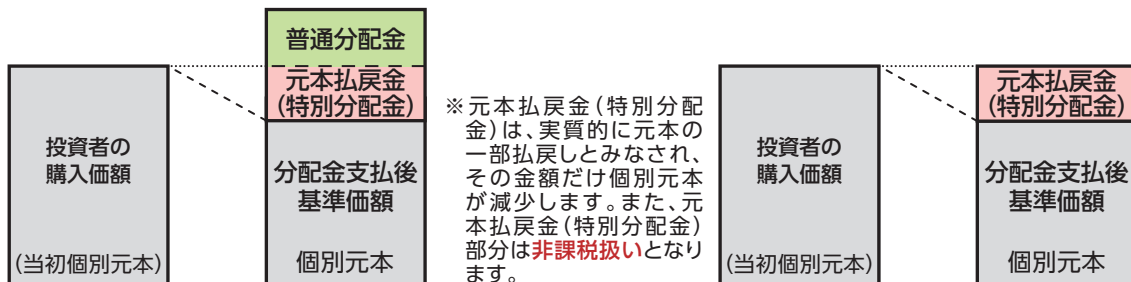 普通分配金
元本払戻金
(特別分配金)
投資者の
購入価額
(当初個別元本)
分配金支払後
基準価額
個別元本
※元本払戻金(特別分配
金)は、実質的に元本の
一部払戻しとみなされ、
その金額だけ個別元本
が減少します。また、元
本払戻金(特別分配金)
部分は非課税扱いとなり
ます。
投資者の
購入価額
(当初個別元本)
元本払戻金
(特別分配金)
分配金支払後
基準価額
個別元本